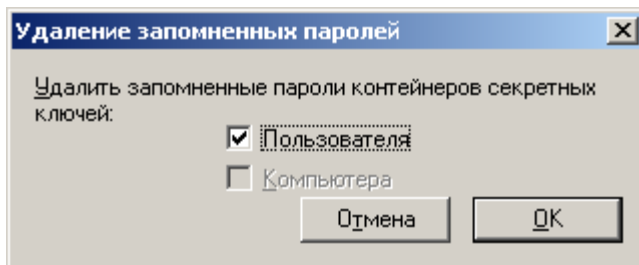 Удаление запомненных паролей
Удалить запомненные пароли контейнеров секретных
ключей:
Пользователя
Компьютера
Отмена
OK